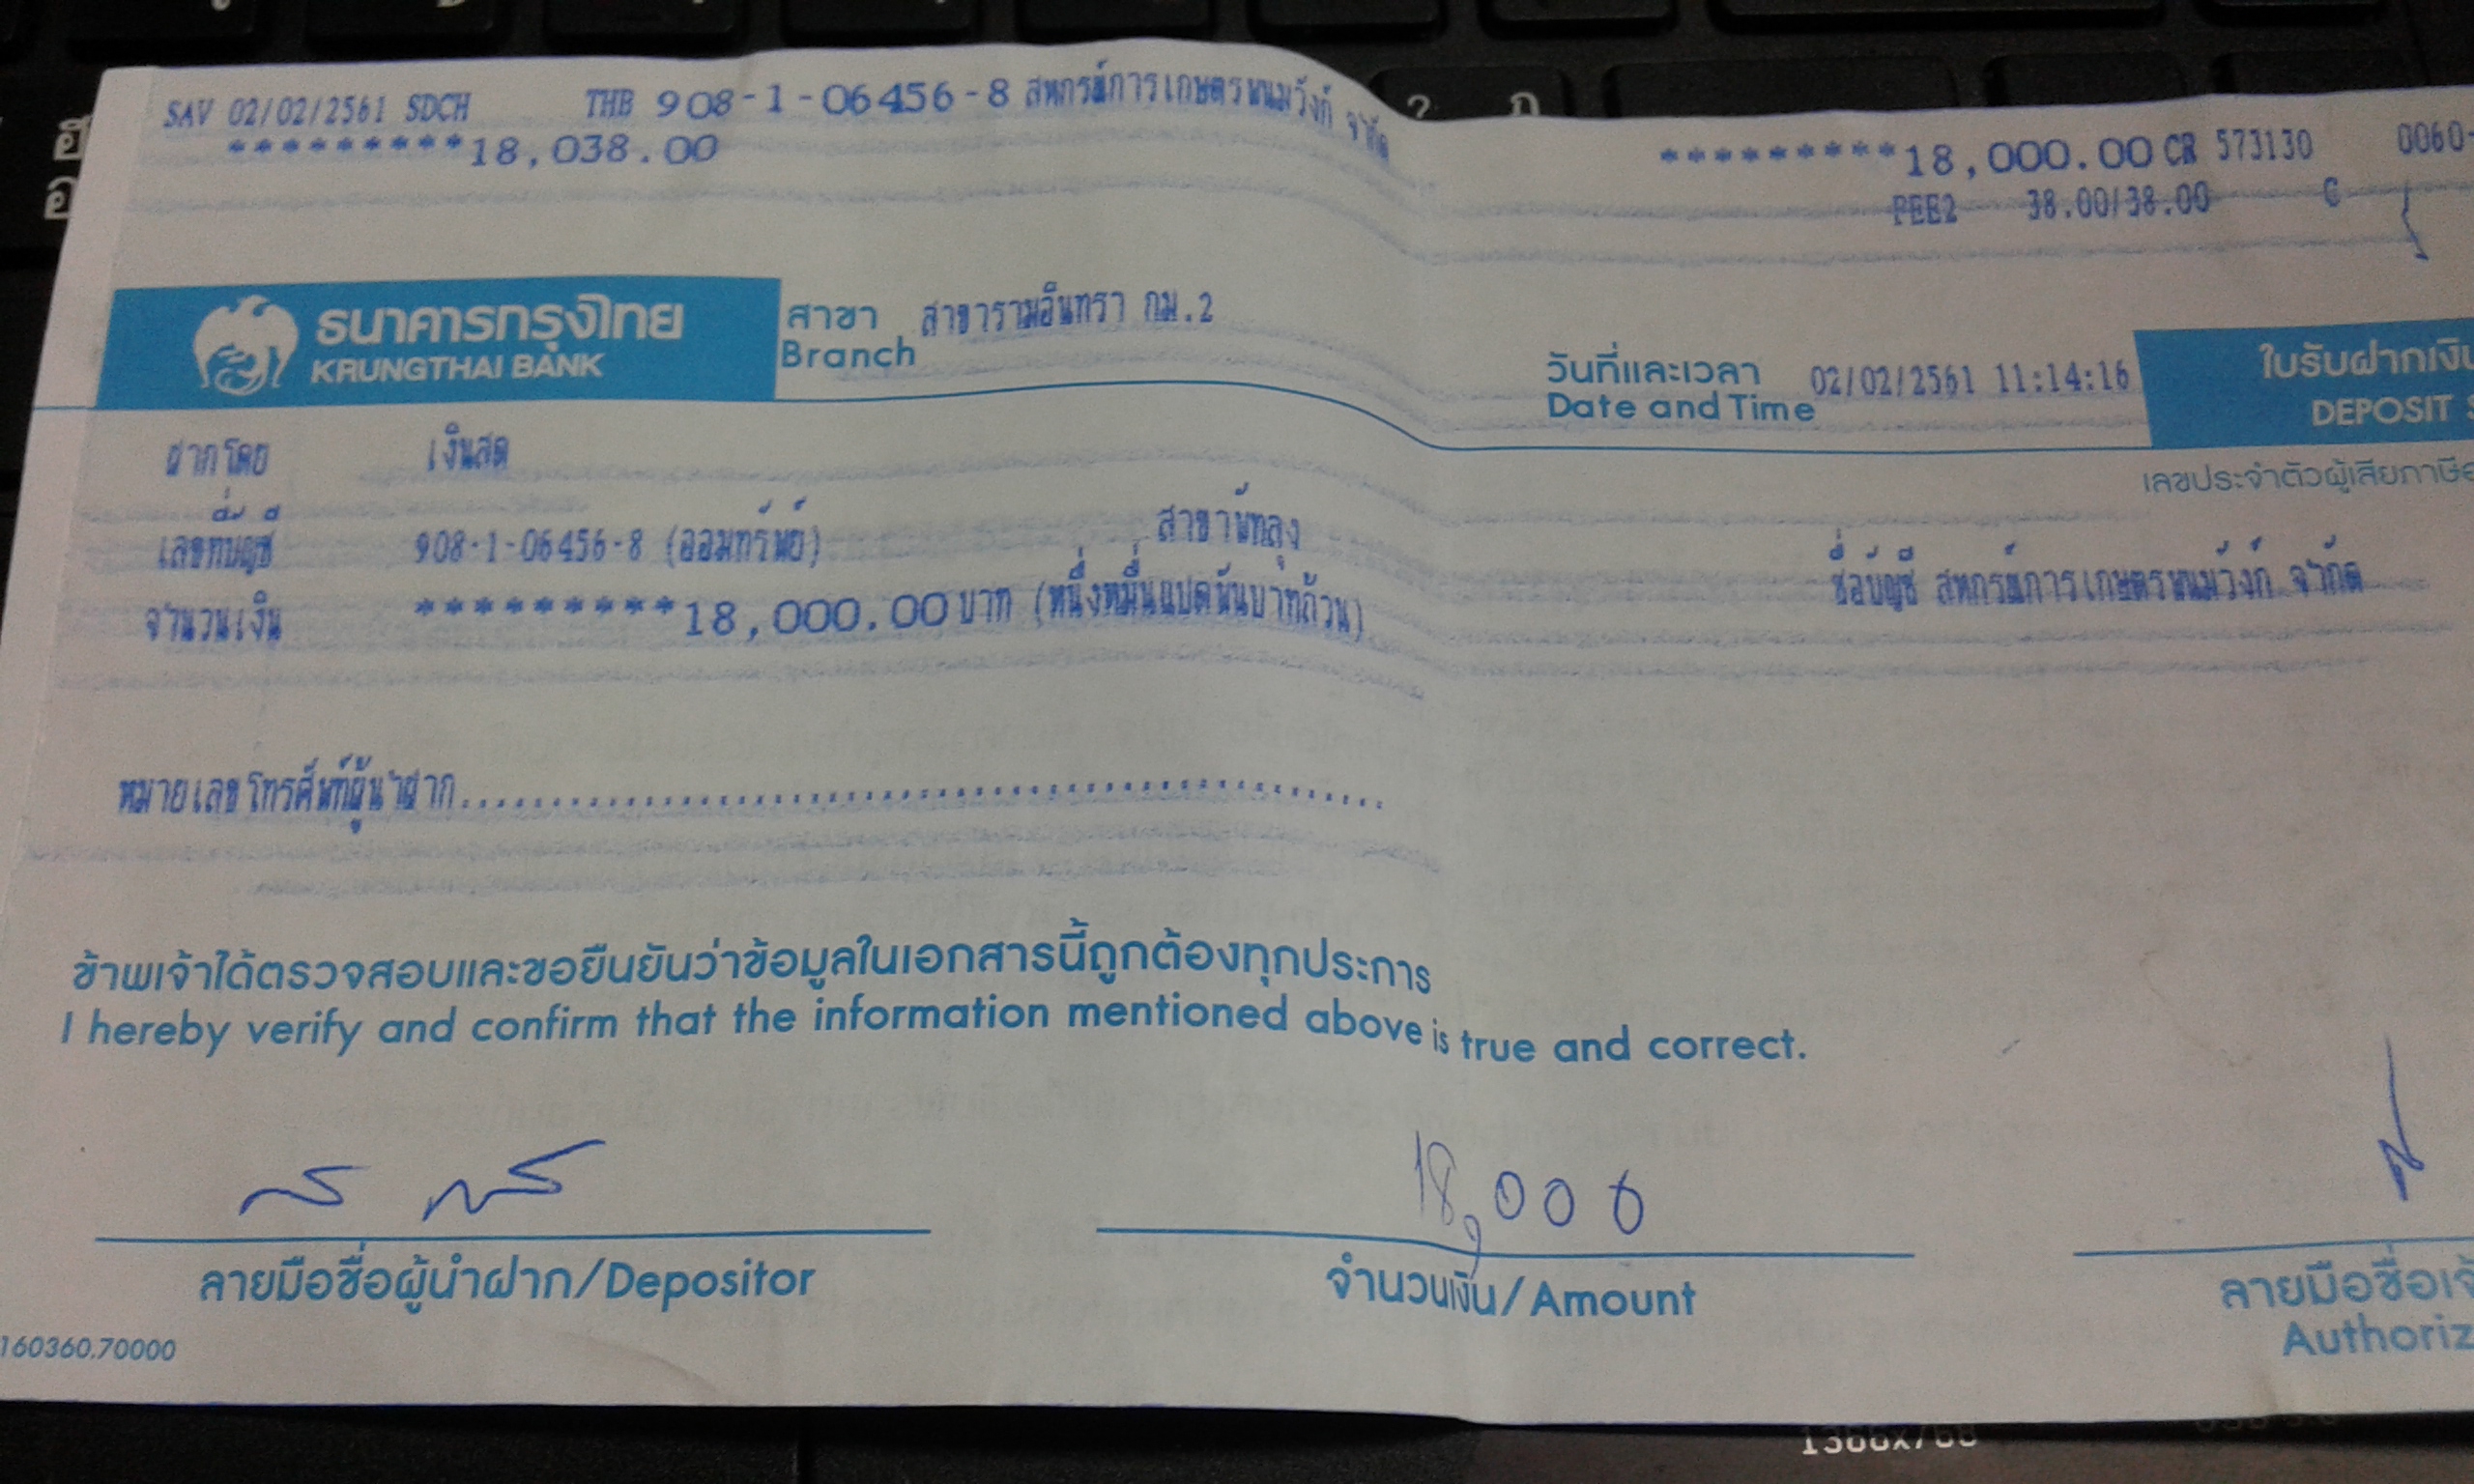 SAV 02/02/2561 SDCH THB 908-1-06456-8 สหกรณ์การเกษตรขนมวังก์ จำกัด
*********18,038.00 *********18,000.00 CR 573130 0060-
FEE2 38.00/38.00 C
ธนาคารกรุงไทย
KRUNGTHAI BANK
สาขา สาขารามอินทรา กม.2
Branch
วันที่และเวลา 02/02/2561 11:14:16
Date and Time
ใบรับฝากเงิน
DEPOSIT
ฝากโดย เงินสด
เลขประจำตัวผู้เสียภาษี
เลขที่บัญชี 908-1-06456-8 (ออมทรัพย์) สาขาพัทลุง ชื่อบัญชี สหกรณ์การเกษตรขนมวังก์ จำกัด
จำนวนเงิน *********18,000.00 บาท (หนึ่งหมื่นแปดพันบาทถ้วน)
หมายเลขโทรศัพท์ผู้นำฝาก
ข้าพเจ้าได้ตรวจสอบและขอยืนยันว่าข้อมูลในเอกสารนี้ถูกต้องทุกประการ
I hereby verify and confirm that the information mentioned above is true and correct.
18,000
ลายมือชื่อผู้นำฝาก/Depositor
จำนวนเงิน/Amount
ลายมือชื่อเจ้
Authoriz
160360.70000
1366x768